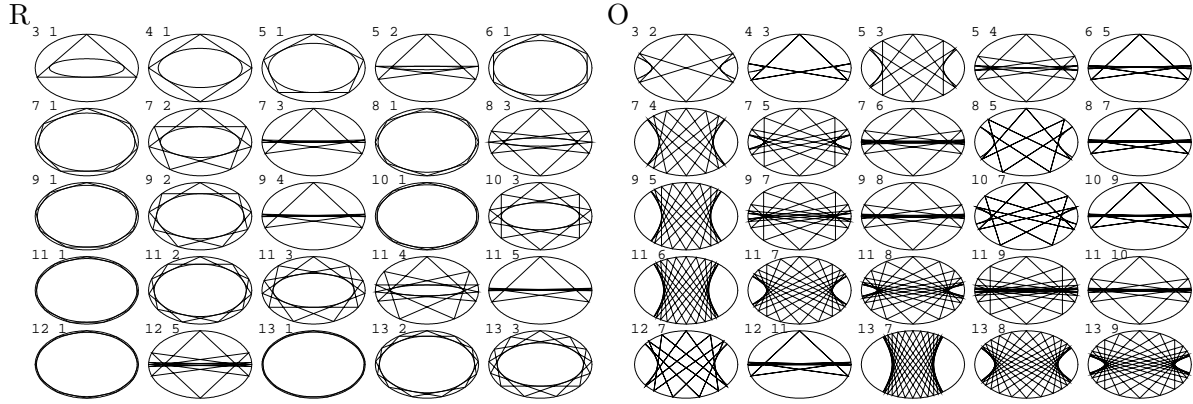 R O
3 1 4 1 5 1 5 2 6 1 3 2 4 3 5 3 5 4 6 5
7 1 7 2 7 3 8 1 8 3 7 4 7 5 7 6 8 5 8 7
9 1 9 2 9 4 10 1 10 3 9 5 9 7 9 8 10 7 10 9
11 1 11 2 11 3 11 4 11 5 11 6 11 7 11 8 11 9 11 10
12 1 12 5 13 1 13 2 13 3 12 7 12 11 13 7 13 8 13 9